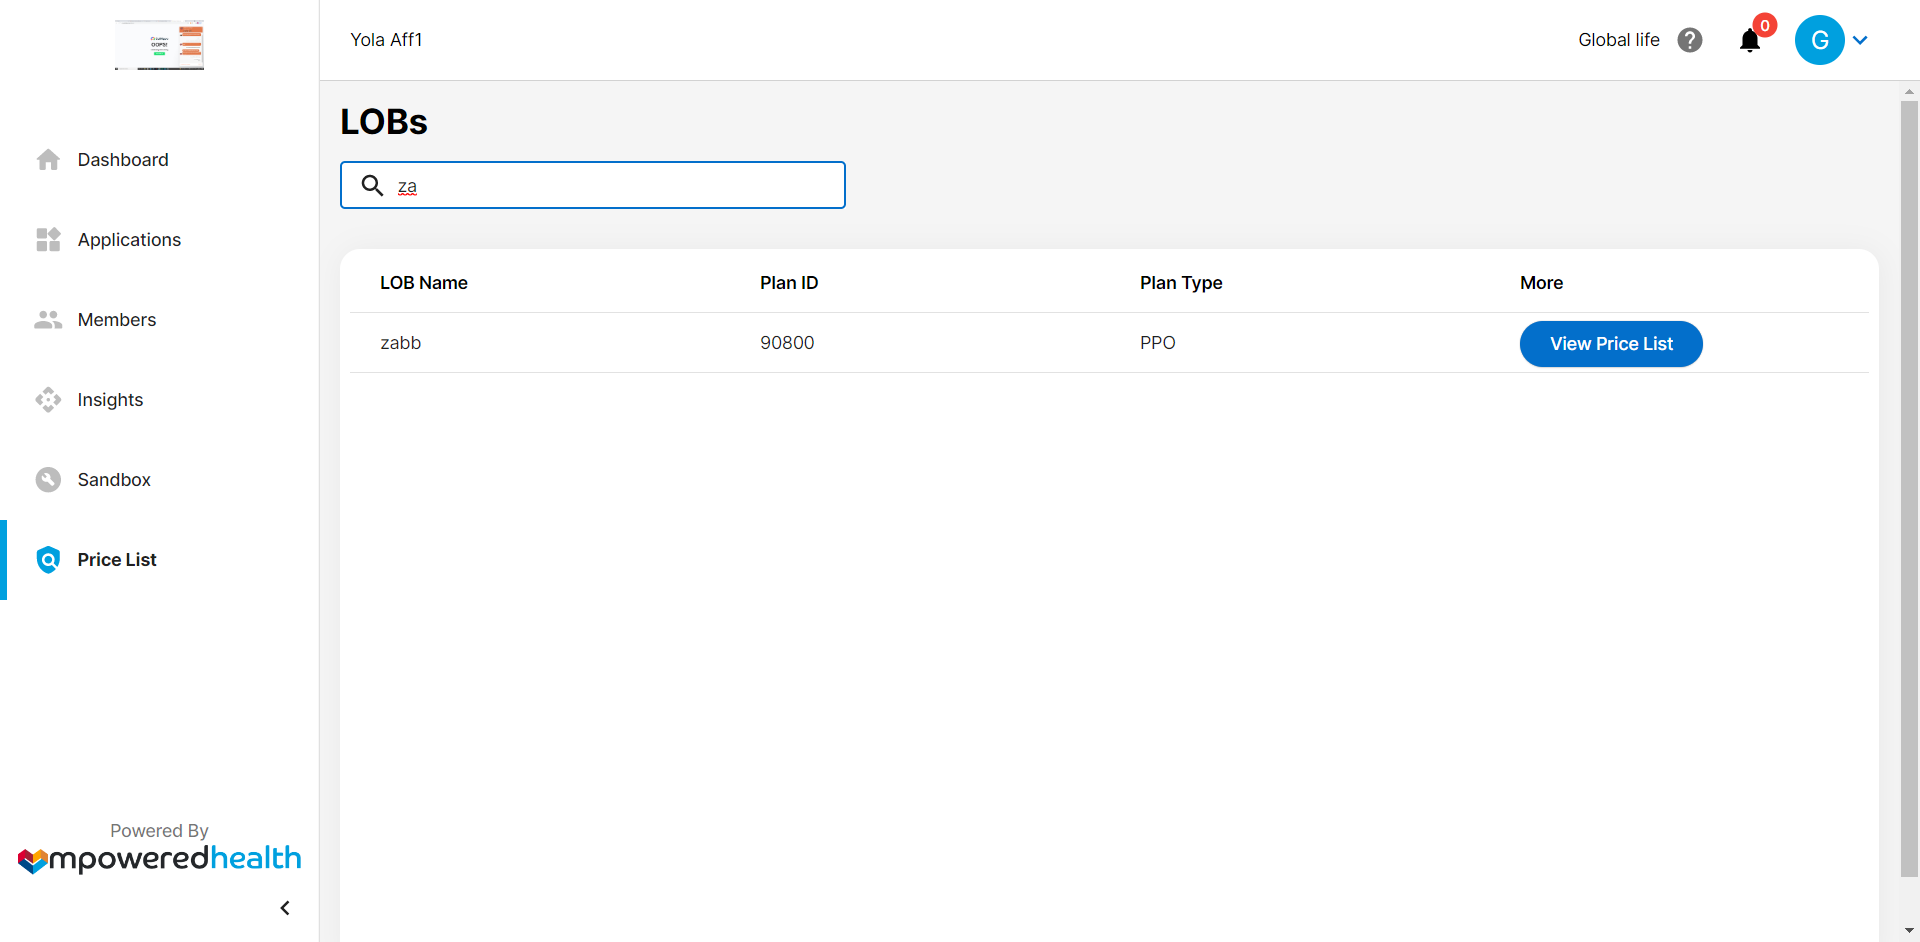 Yola Aff1
Global life
0
G
Dashboard
Applications
Members
Insights
Sandbox
Price List
Powered By
mpoweredhealth
LOBs
za
LOB Name Plan ID Plan Type More
zabb 90800 PPO View Price List